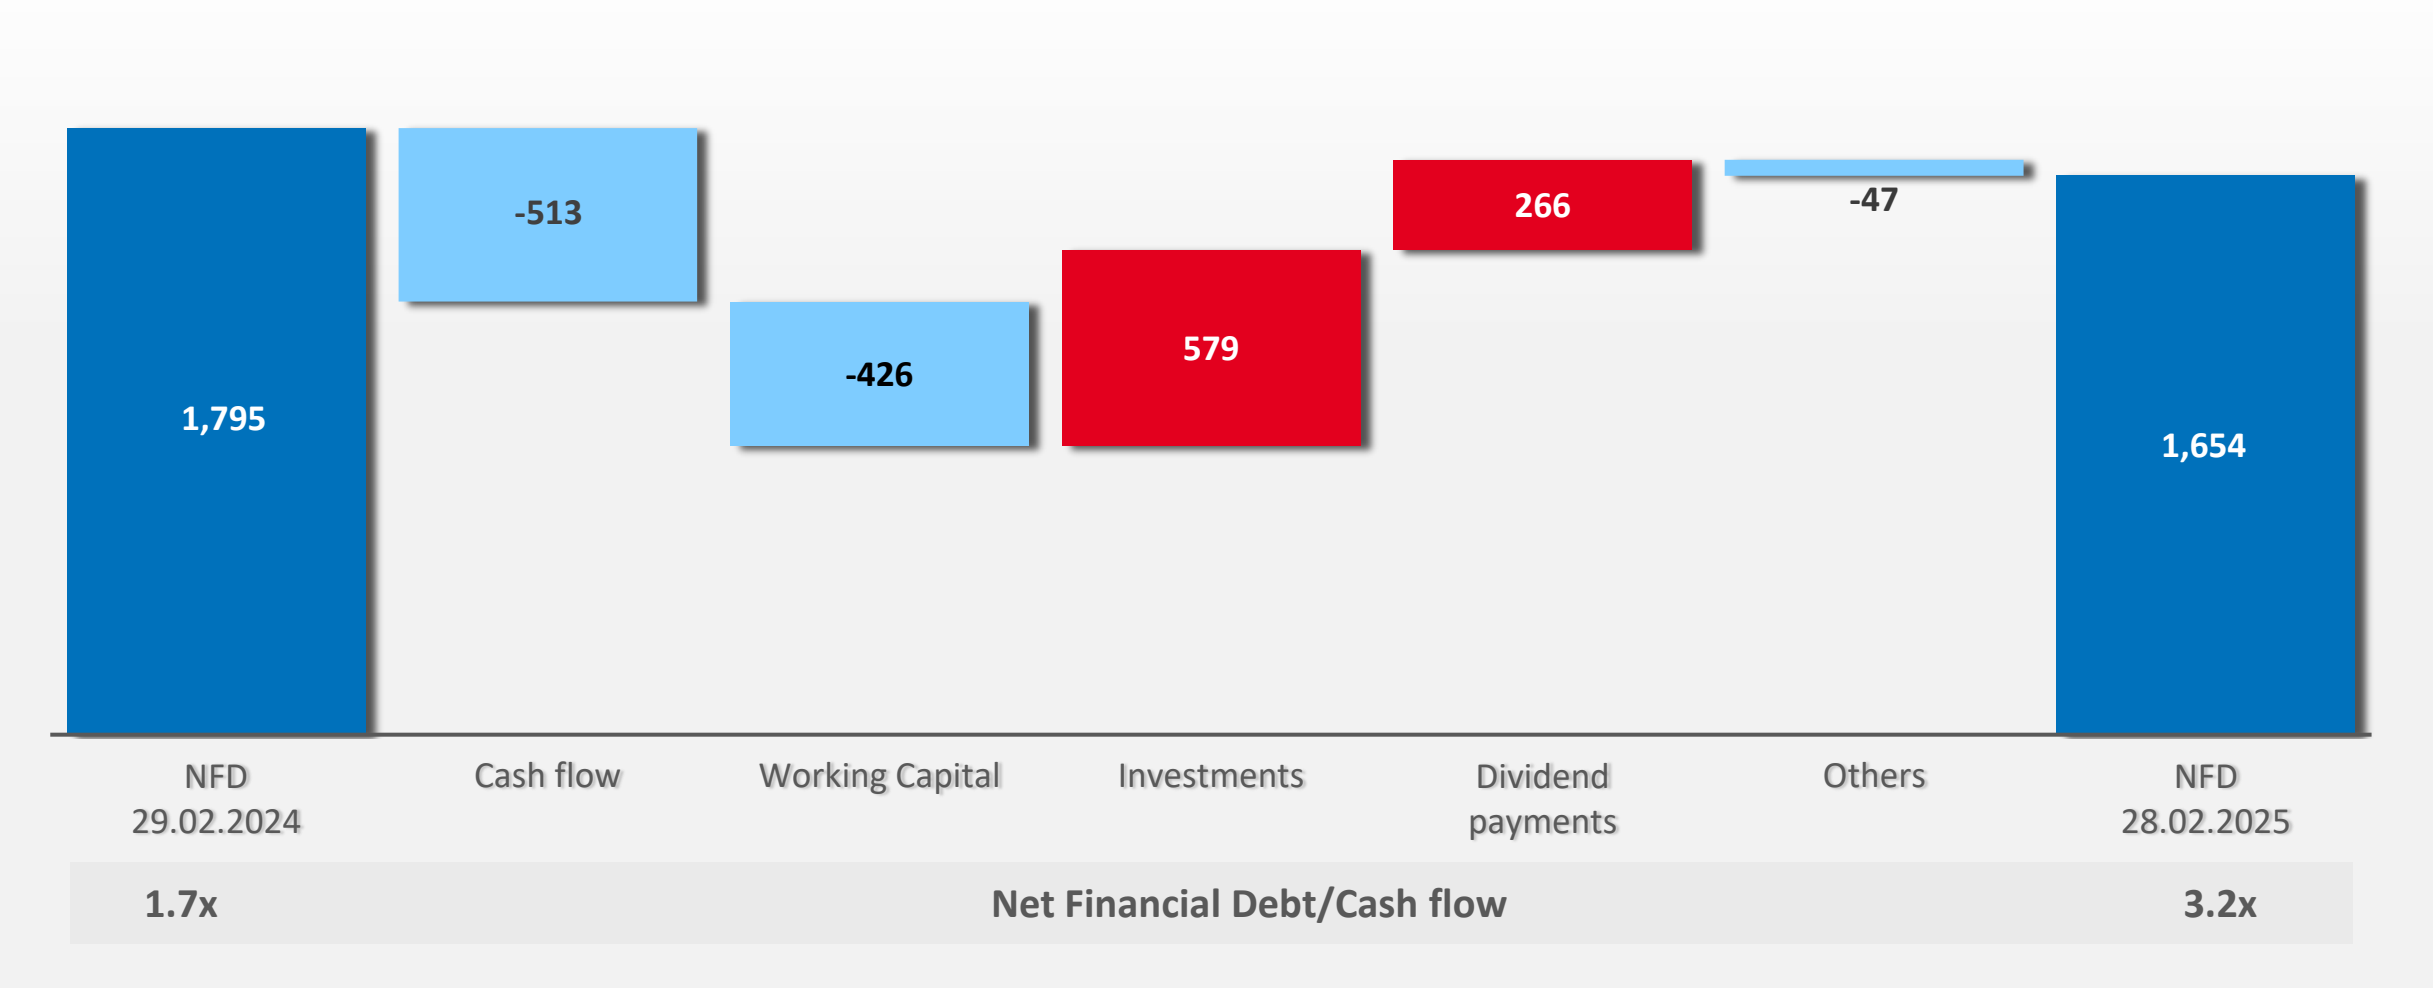 1,795
-513
-426
579
266
-47
1,654
NFD
29.02.2024
Cash flow
Working Capital
Investments
Dividend
payments
Others
NFD
28.02.2025
1.7x
Net Financial Debt/Cash flow
3.2x